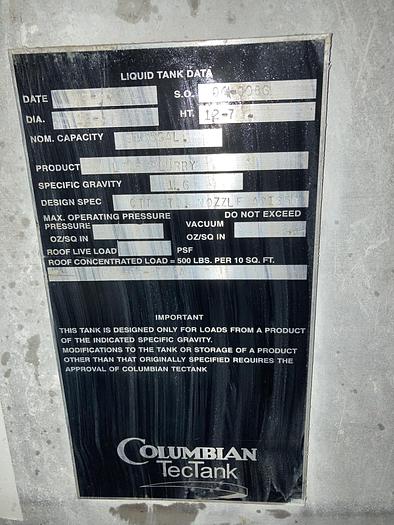 LIQUID TANK DATA
DATE S.O.
DIA. HT.
NOM. CAPACITY GAL.
PRODUCT SLURRY
SPECIFIC GRAVITY
DESIGN SPEC NOZZLE
MAX. OPERATING PRESSURE DO NOT EXCEED
PRESSURE VACUUM
OZ/SQ IN OZ/SQ IN
ROOF LIVE LOAD PSF
ROOF CONCENTRATED LOAD = 500 LBS. PER 10 SQ. FT.
IMPORTANT
THIS TANK IS DESIGNED ONLY FOR LOADS FROM A PRODUCT
OF THE INDICATED SPECIFIC GRAVITY.
MODIFICATIONS TO THE TANK OR STORAGE OF A PRODUCT
OTHER THAN THAT ORIGINALLY SPECIFIED REQUIRES THE
APPROVAL OF COLUMBIAN TECTANK
COLUMBIAN
TecTank